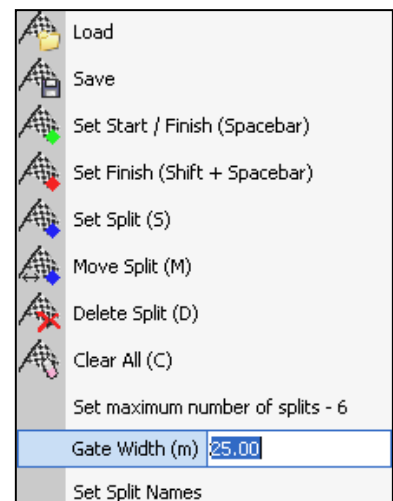 Load
Save
Set Start / Finish (Spacebar)
Set Finish (Shift + Spacebar)
Set Split (S)
Move Split (M)
Delete Split (D)
Clear All (C)
Set maximum number of splits - 6
Gate Width (m) 25.00
Set Split Names